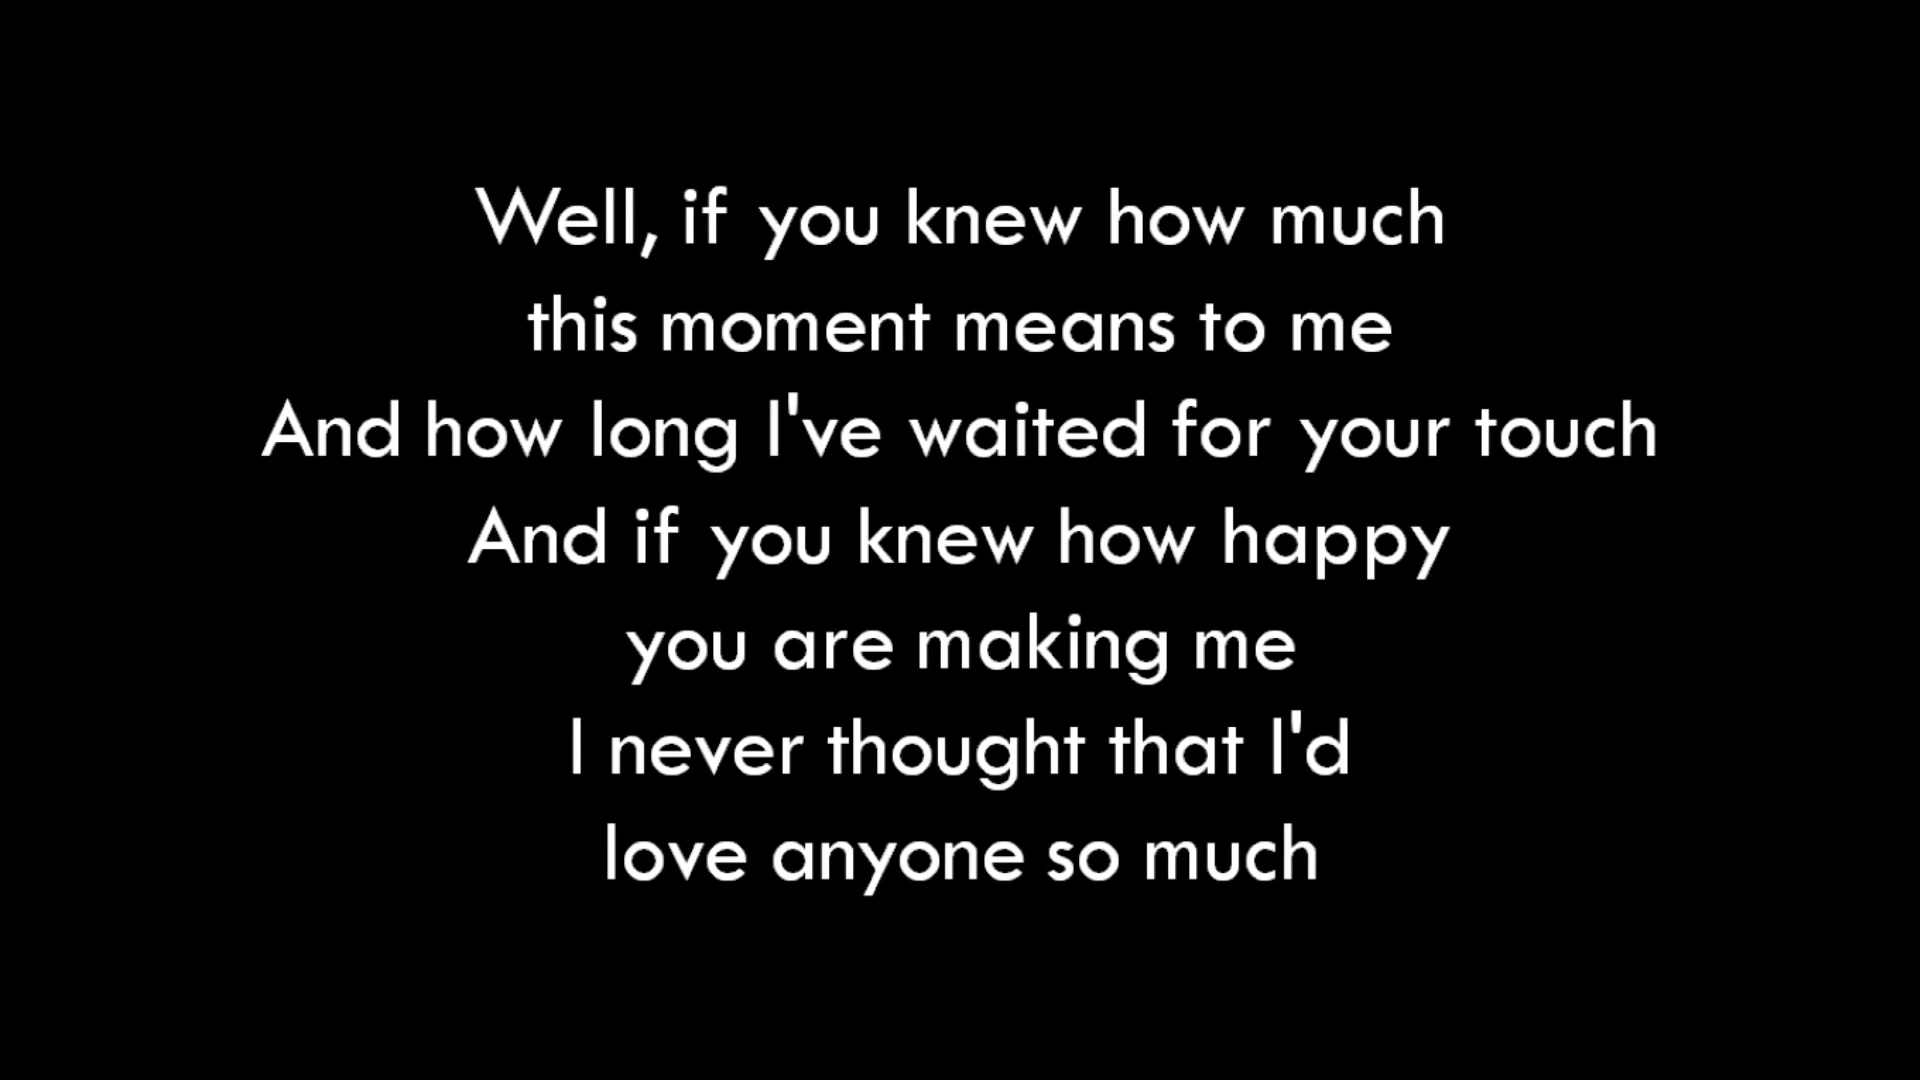 Well, if you knew how much
this moment means to me
And how long I've waited for your touch
And if you knew how happy
you are making me
I never thought that I'd
love anyone so much